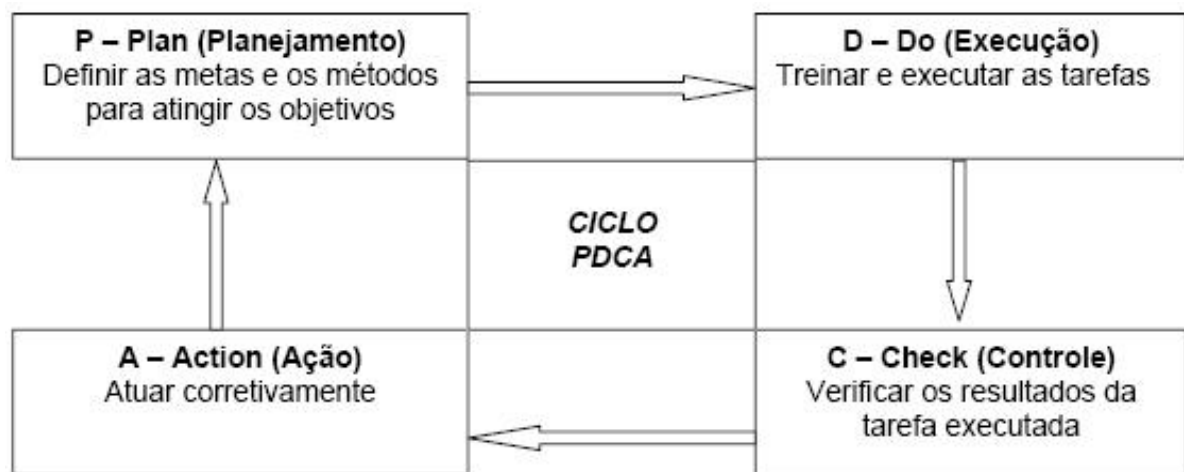 P – Plan (Planejamento)
Definir as metas e os métodos
para atingir os objetivos
D – Do (Execução)
Treinar e executar as tarefas
CICLO
PDCA
A – Action (Ação)
Atuar corretivamente
C – Check (Controle)
Verificar os resultados da
tarefa executada